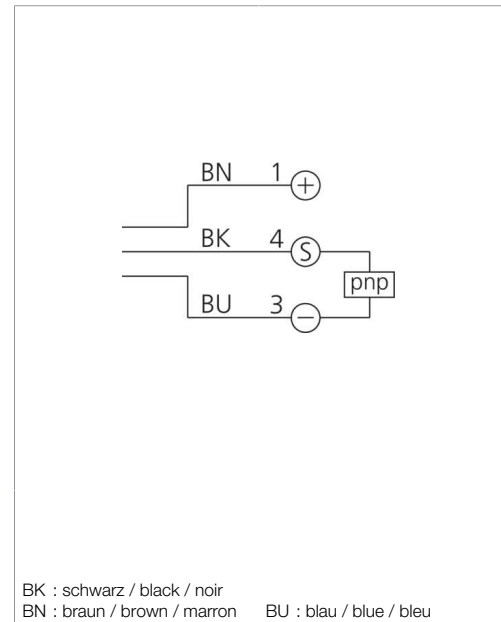 BN 1 +
BK 4 S
pnp
BU 3 −
BK : schwarz / black / noir
BN : braun / brown / marron BU : blau / blue / bleu